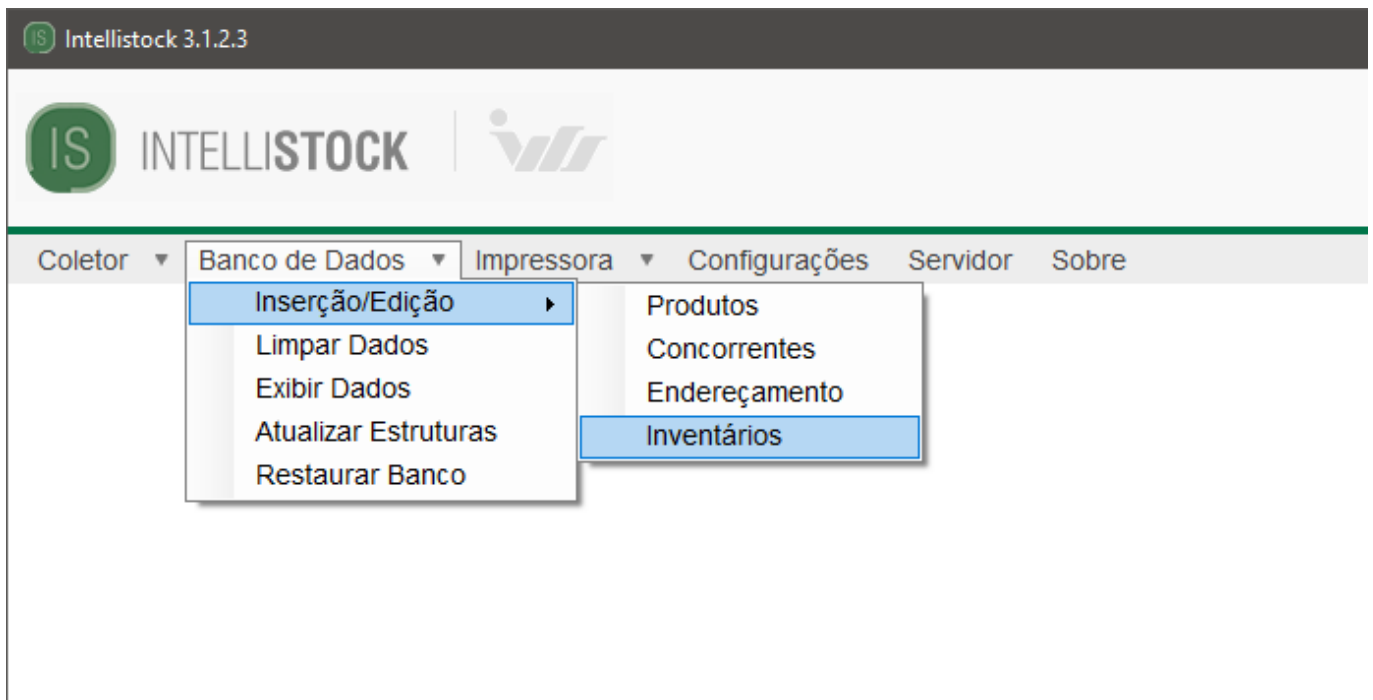 Intellistock 3.1.2.3
IS INTELLISTOCK
Coletor Banco de Dados Impressora Configurações Servidor Sobre
Inserção/Edição
Limpar Dados
Exibir Dados
Atualizar Estruturas
Restaurar Banco
Produtos
Concorrentes
Endereçamento
Inventários